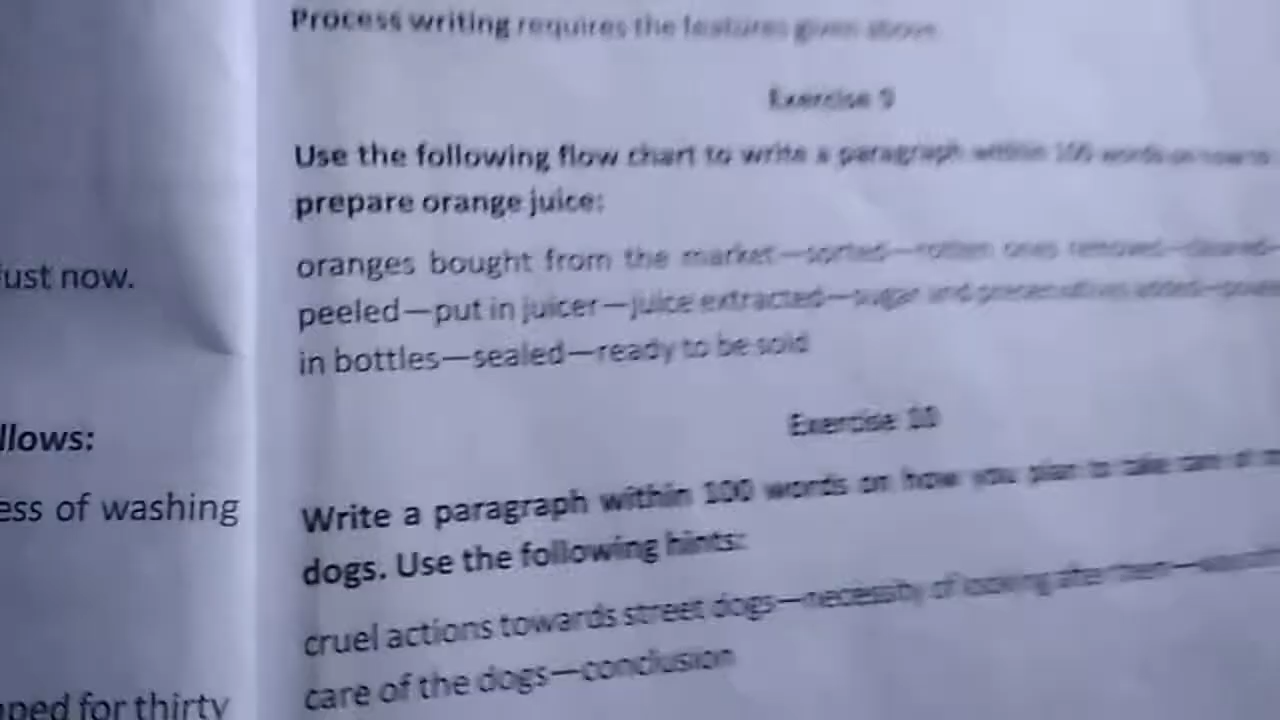 Process writing requires the features given above
Exercise 9
Use the following flow chart to write a paragraph within 100 words on how to
prepare orange juice:
oranges bought from the market—sorted—rotten ones removed—cleaned—
peeled—put in juicer—juice extracted—sugar and preservatives added—
in bottles—sealed—ready to be sold
Exercise 10
Write a paragraph within 100 words on how you plan to take care of
dogs. Use the following hints:
cruel actions towards street dogs—necessity of looking after them—
care of the dogs—conclusion
just now.
llows:
ess of washing
pped for thirty